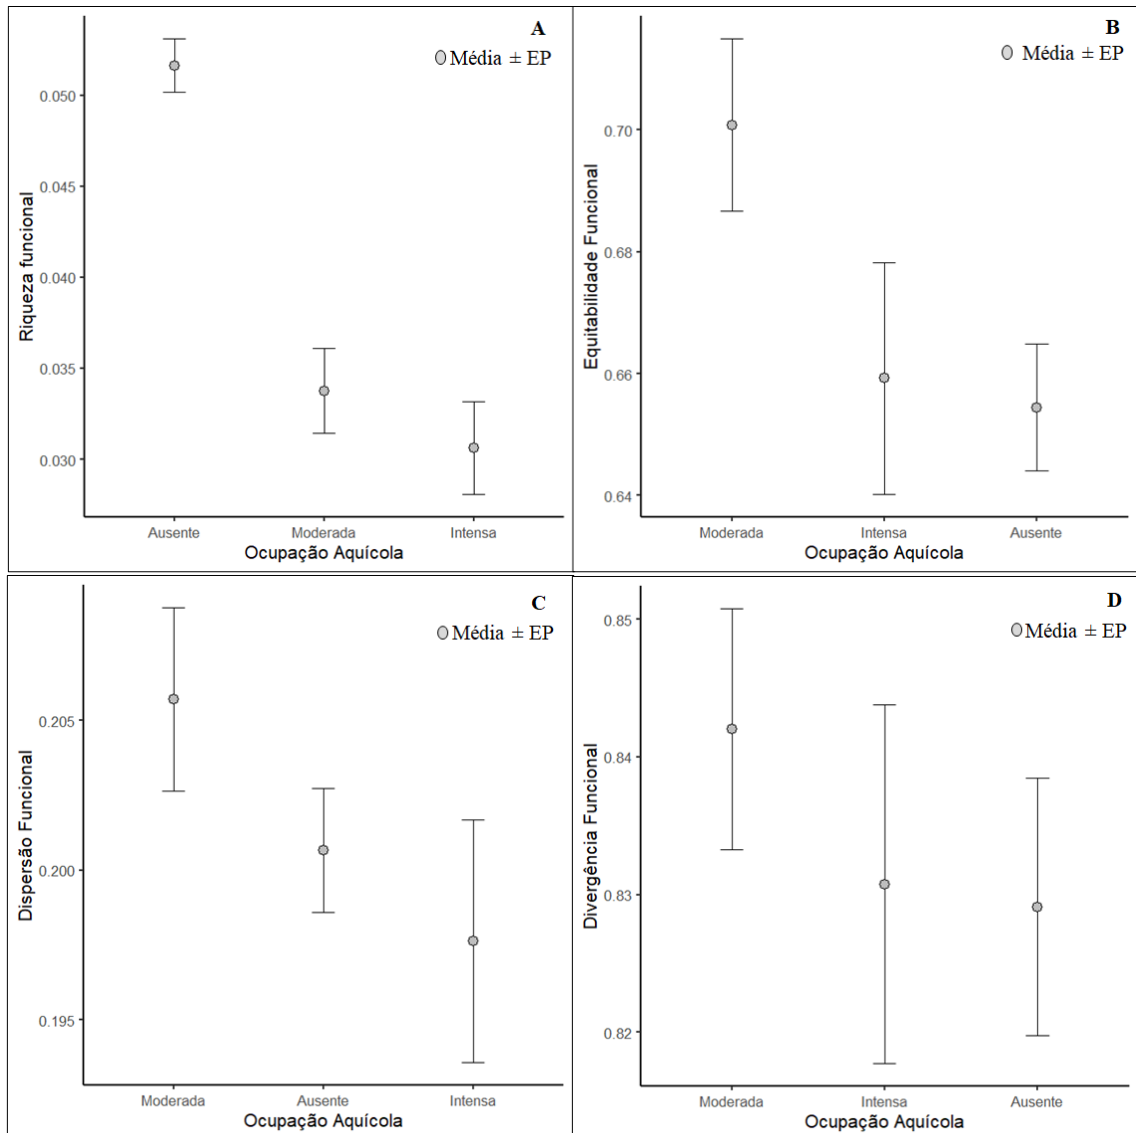 A
Média ± EP
Riqueza funcional
0.050
0.045
0.040
0.035
0.030
Ausente Moderada Intensa
Ocupação Aquícola
B
Média ± EP
Equitabilidade Funcional
0.70
0.68
0.66
0.64
Moderada Intensa Ausente
Ocupação Aquícola
C
Média ± EP
Dispersão Funcional
0.205
0.200
0.195
Moderada Ausente Intensa
Ocupação Aquícola
D
Média ± EP
Divergência Funcional
0.85
0.84
0.83
0.82
Moderada Intensa Ausente
Ocupação Aquícola